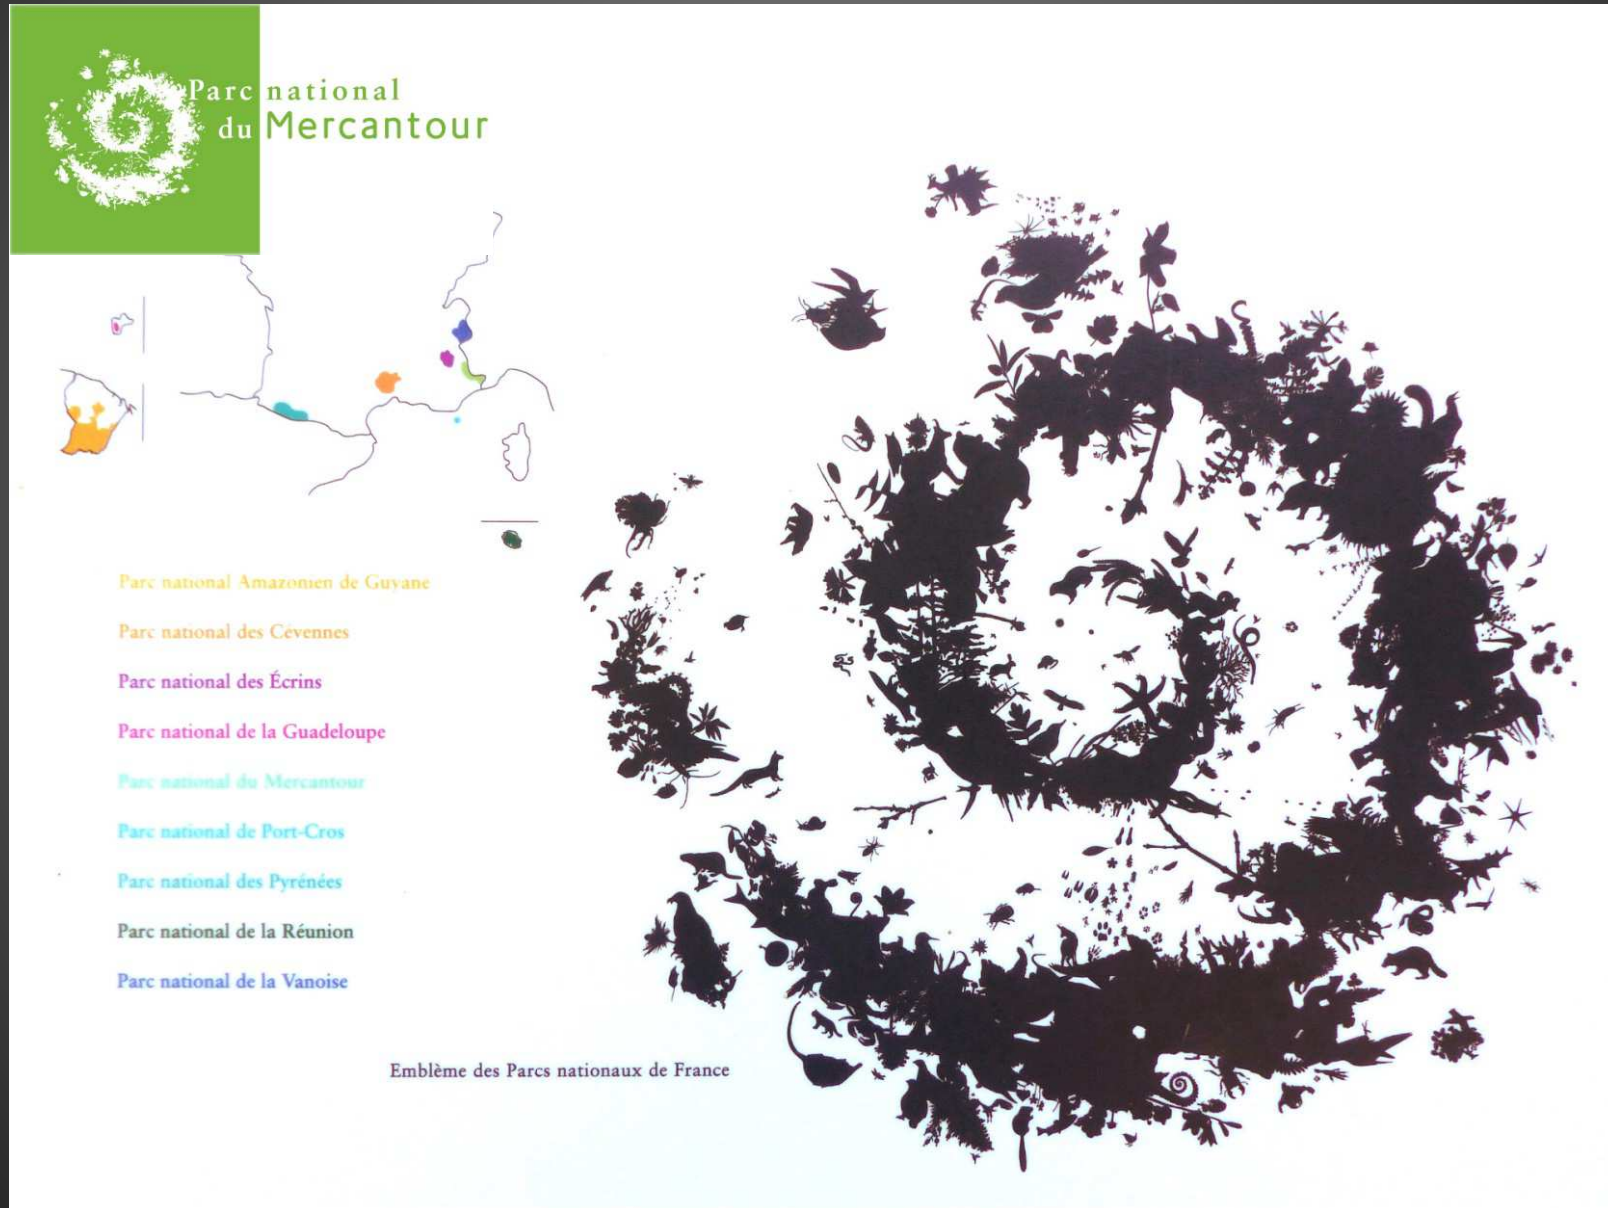 Parc national
du Mercantour
Parc national Amazonien de Guyane
Parc national des Cévennes
Parc national des Écrins
Parc national de la Guadeloupe
Parc national du Mercantour
Parc national de Port-Cros
Parc national des Pyrénées
Parc national de la Réunion
Parc national de la Vanoise
Emblème des Parcs nationaux de France